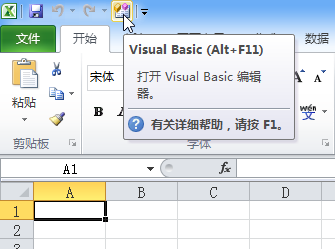 Visual Basic (Alt+F11)
文件
开始
打开 Visual Basic 编辑
器。
宋体
粘贴
B
有关详细帮助，请按 F1。
wén
文
剪贴板
字体
A1
fx
A
B
C
D
1
2
3